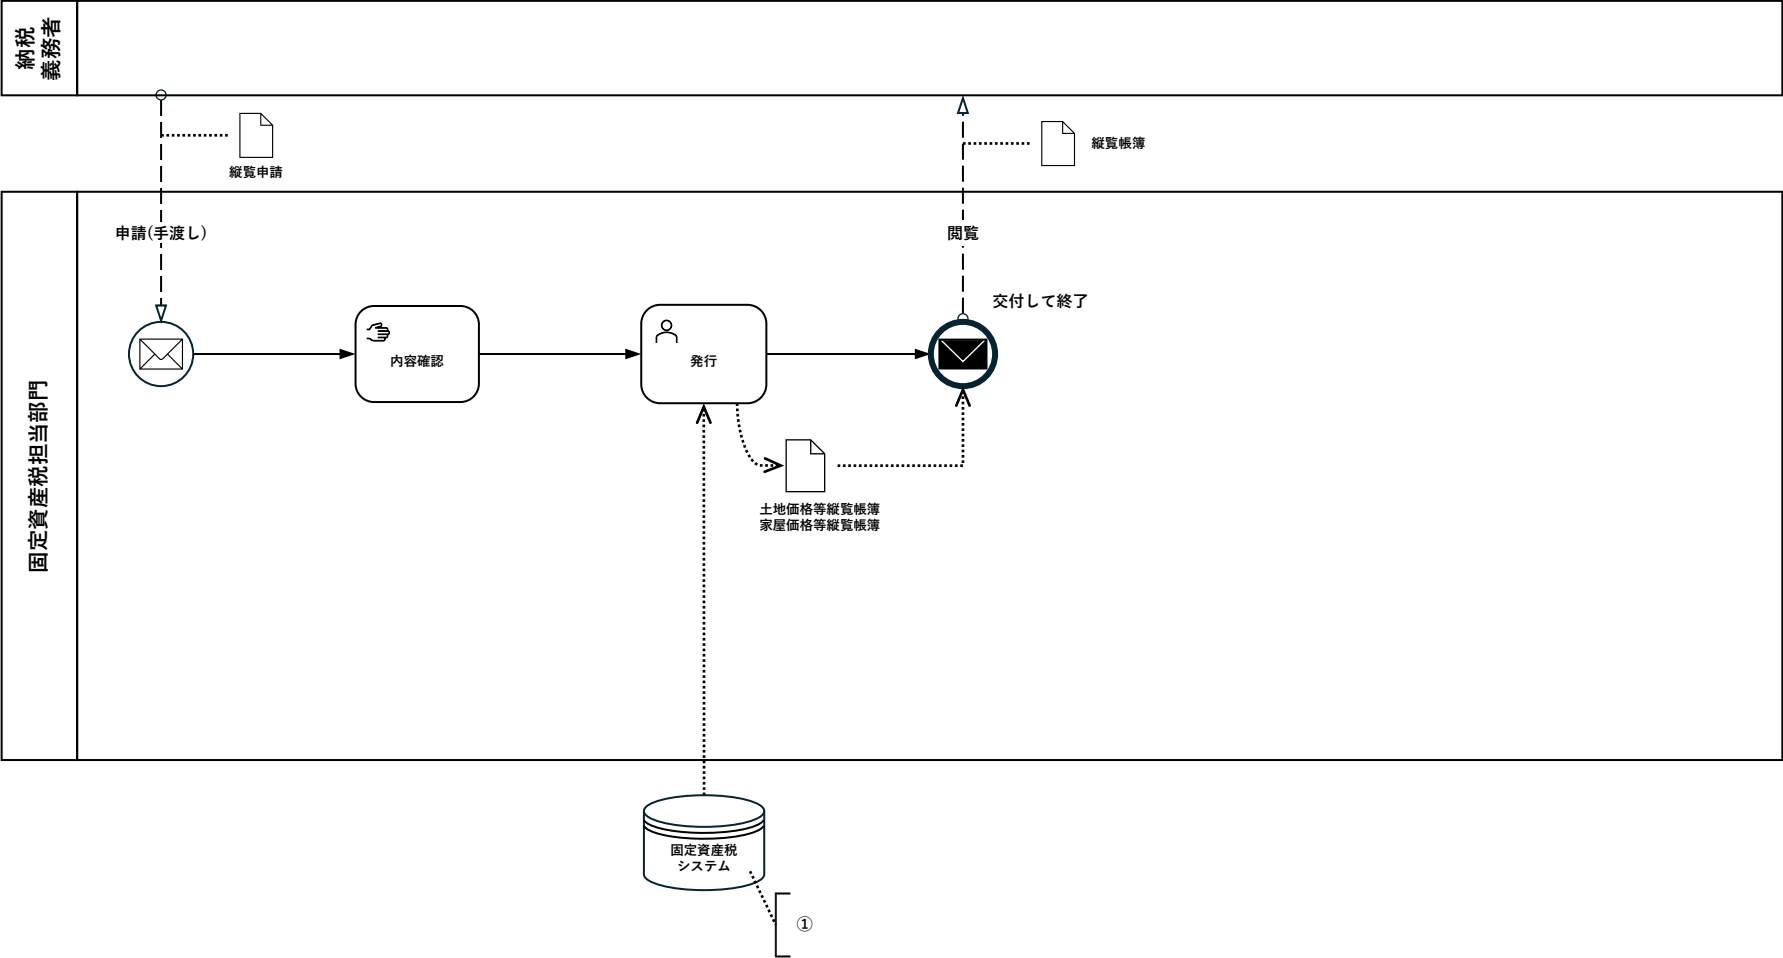 納税
義務者
縦覧申請
縦覧帳簿
固定資産税担当部門
申請(手渡し)
閲覧
交付して終了
内容確認
発行
土地価格等縦覧帳簿
家屋価格等縦覧帳簿
固定資産税
システム
①